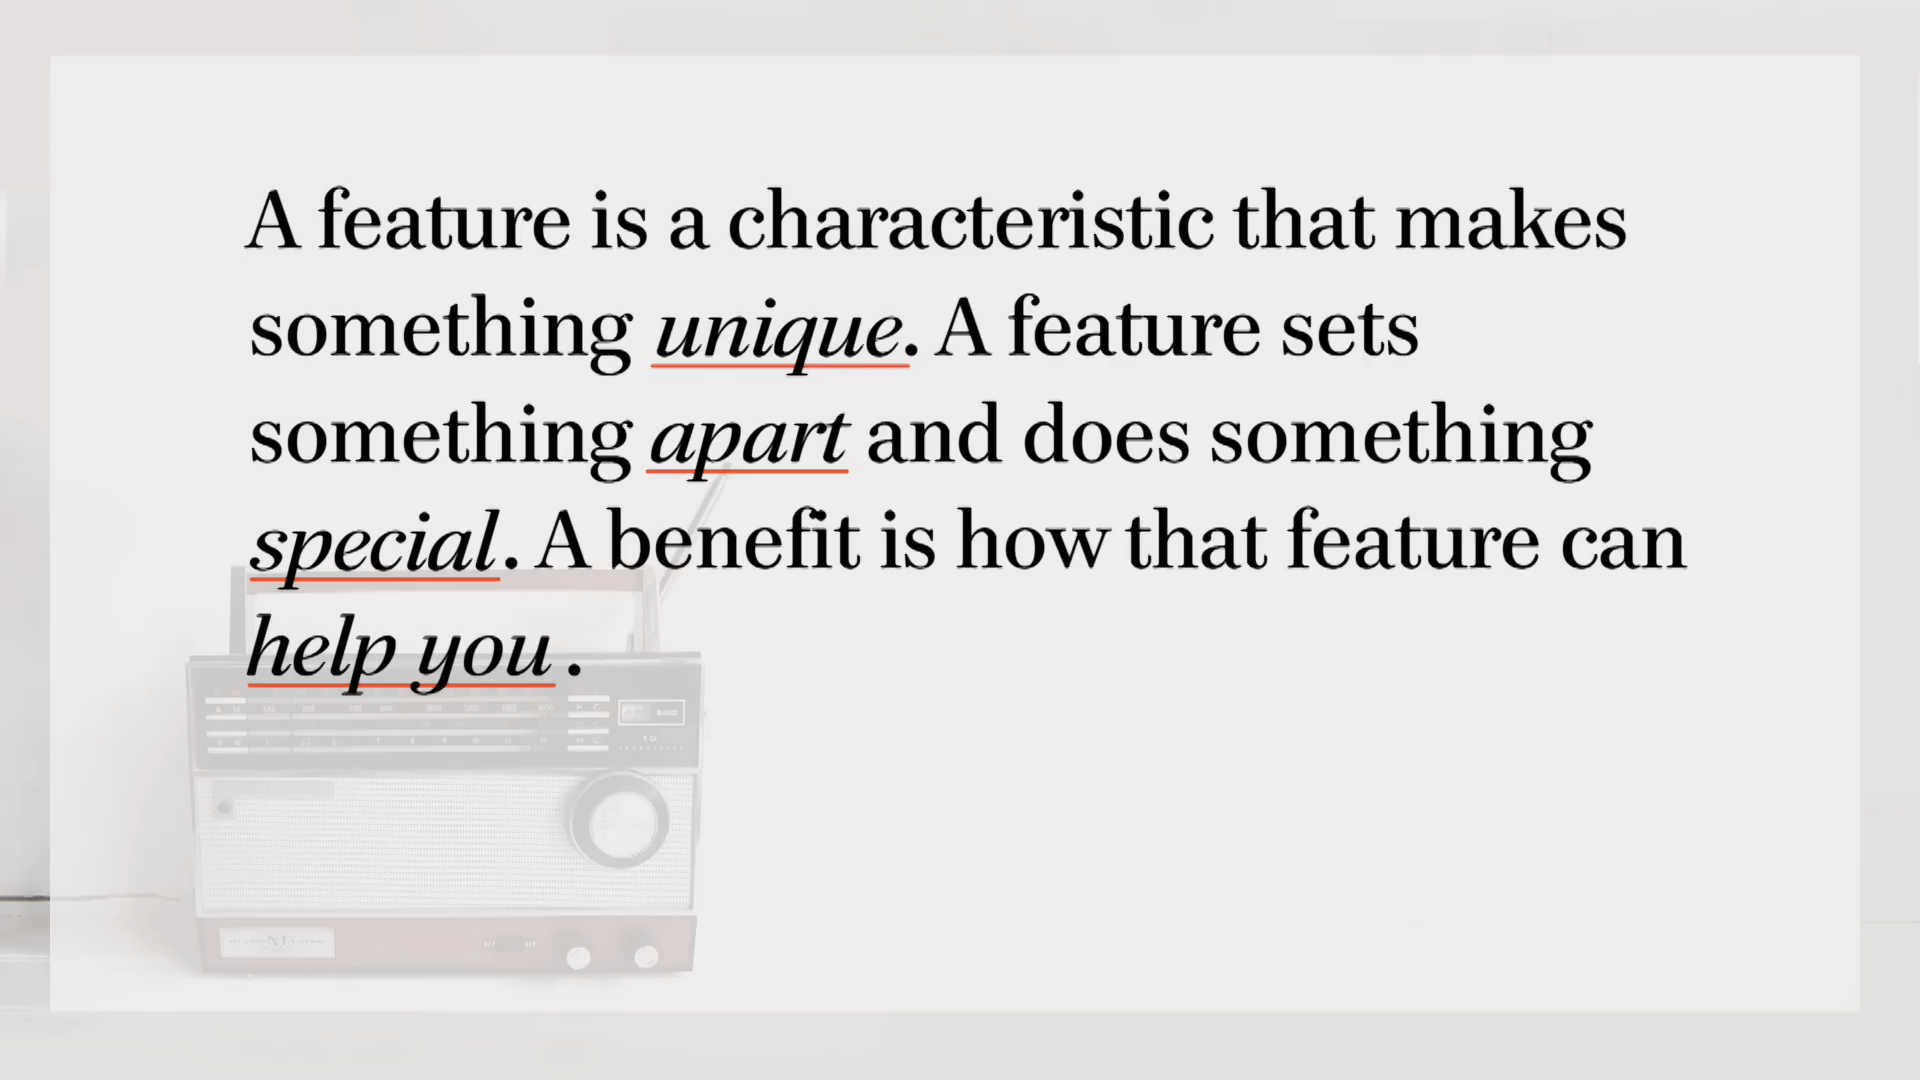 A feature is a characteristic that makes
something unique. A feature sets
something apart and does something
special. A benefit is how that feature can
help you.